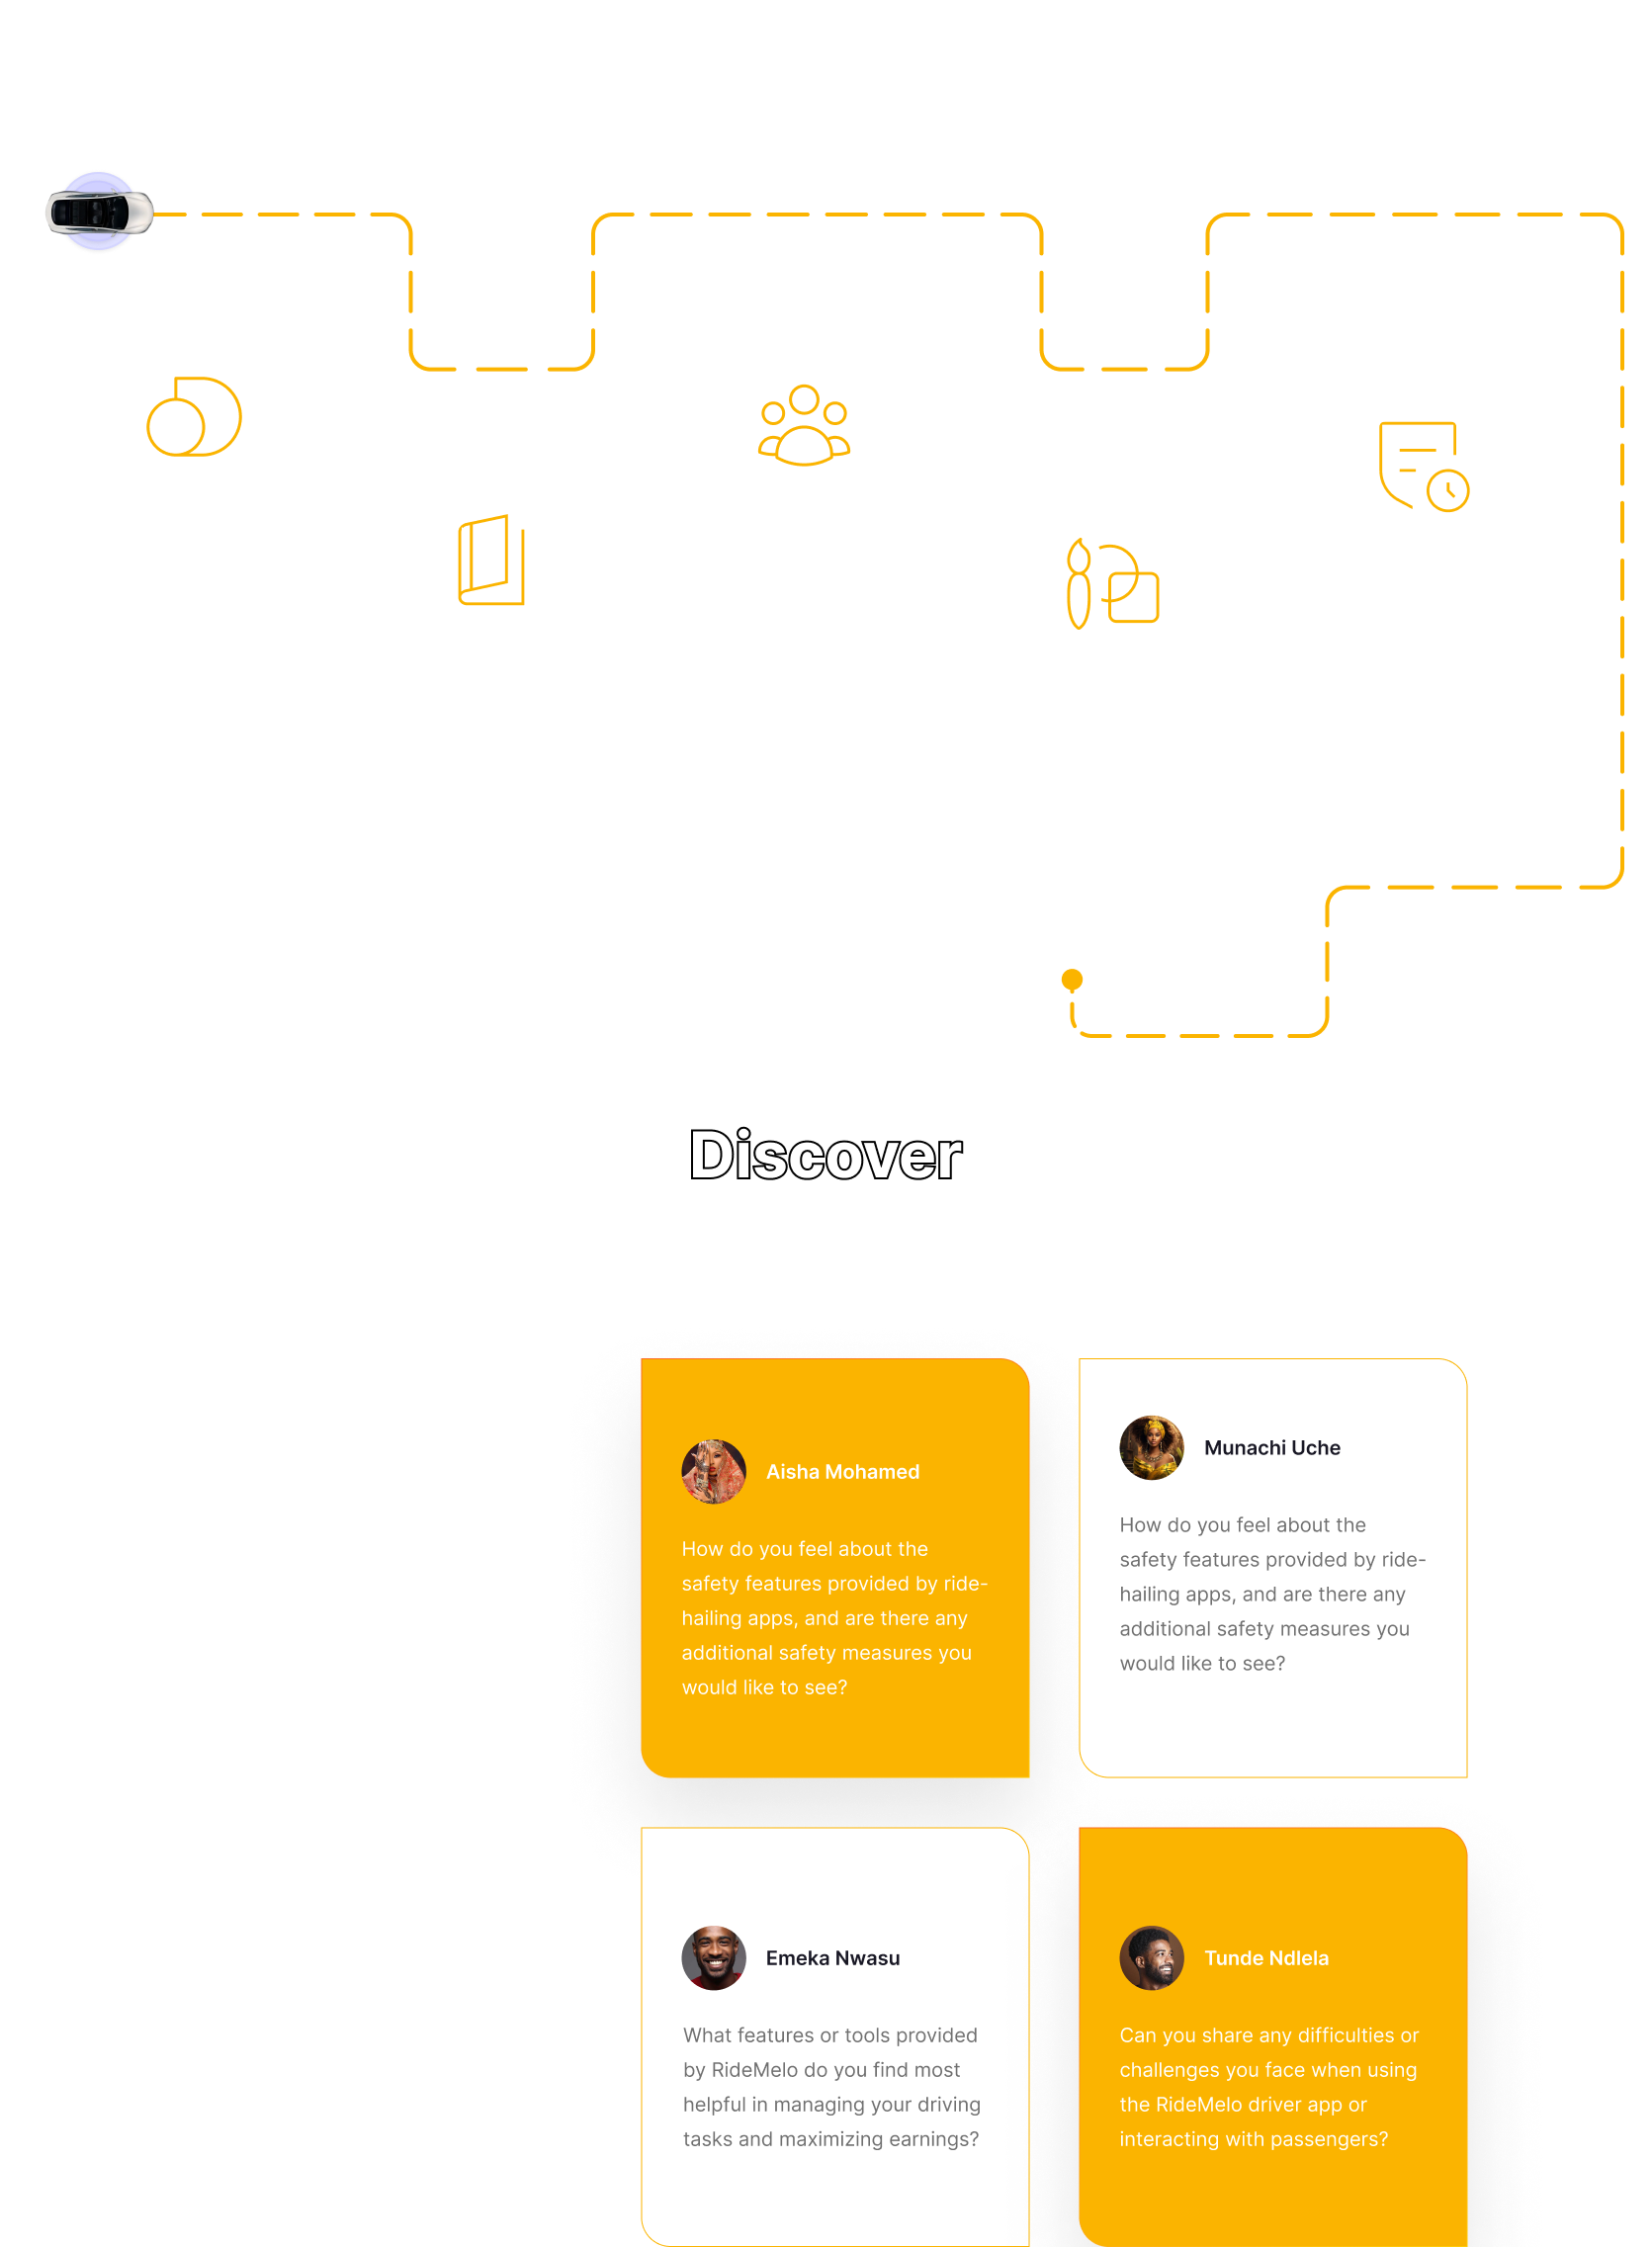 Discover
Aisha Mohamed
How do you feel about the
safety features provided by ride-
hailing apps, and are there any
additional safety measures you
would like to see?
Munachi Uche
How do you feel about the
safety features provided by ride-
hailing apps, and are there any
additional safety measures you
would like to see?
Emeka Nwasu
What features or tools provided
by RideMelo do you find most
helpful in managing your driving
tasks and maximizing earnings?
Tunde Ndlela
Can you share any difficulties or
challenges you face when using
the RideMelo driver app or
interacting with passengers?